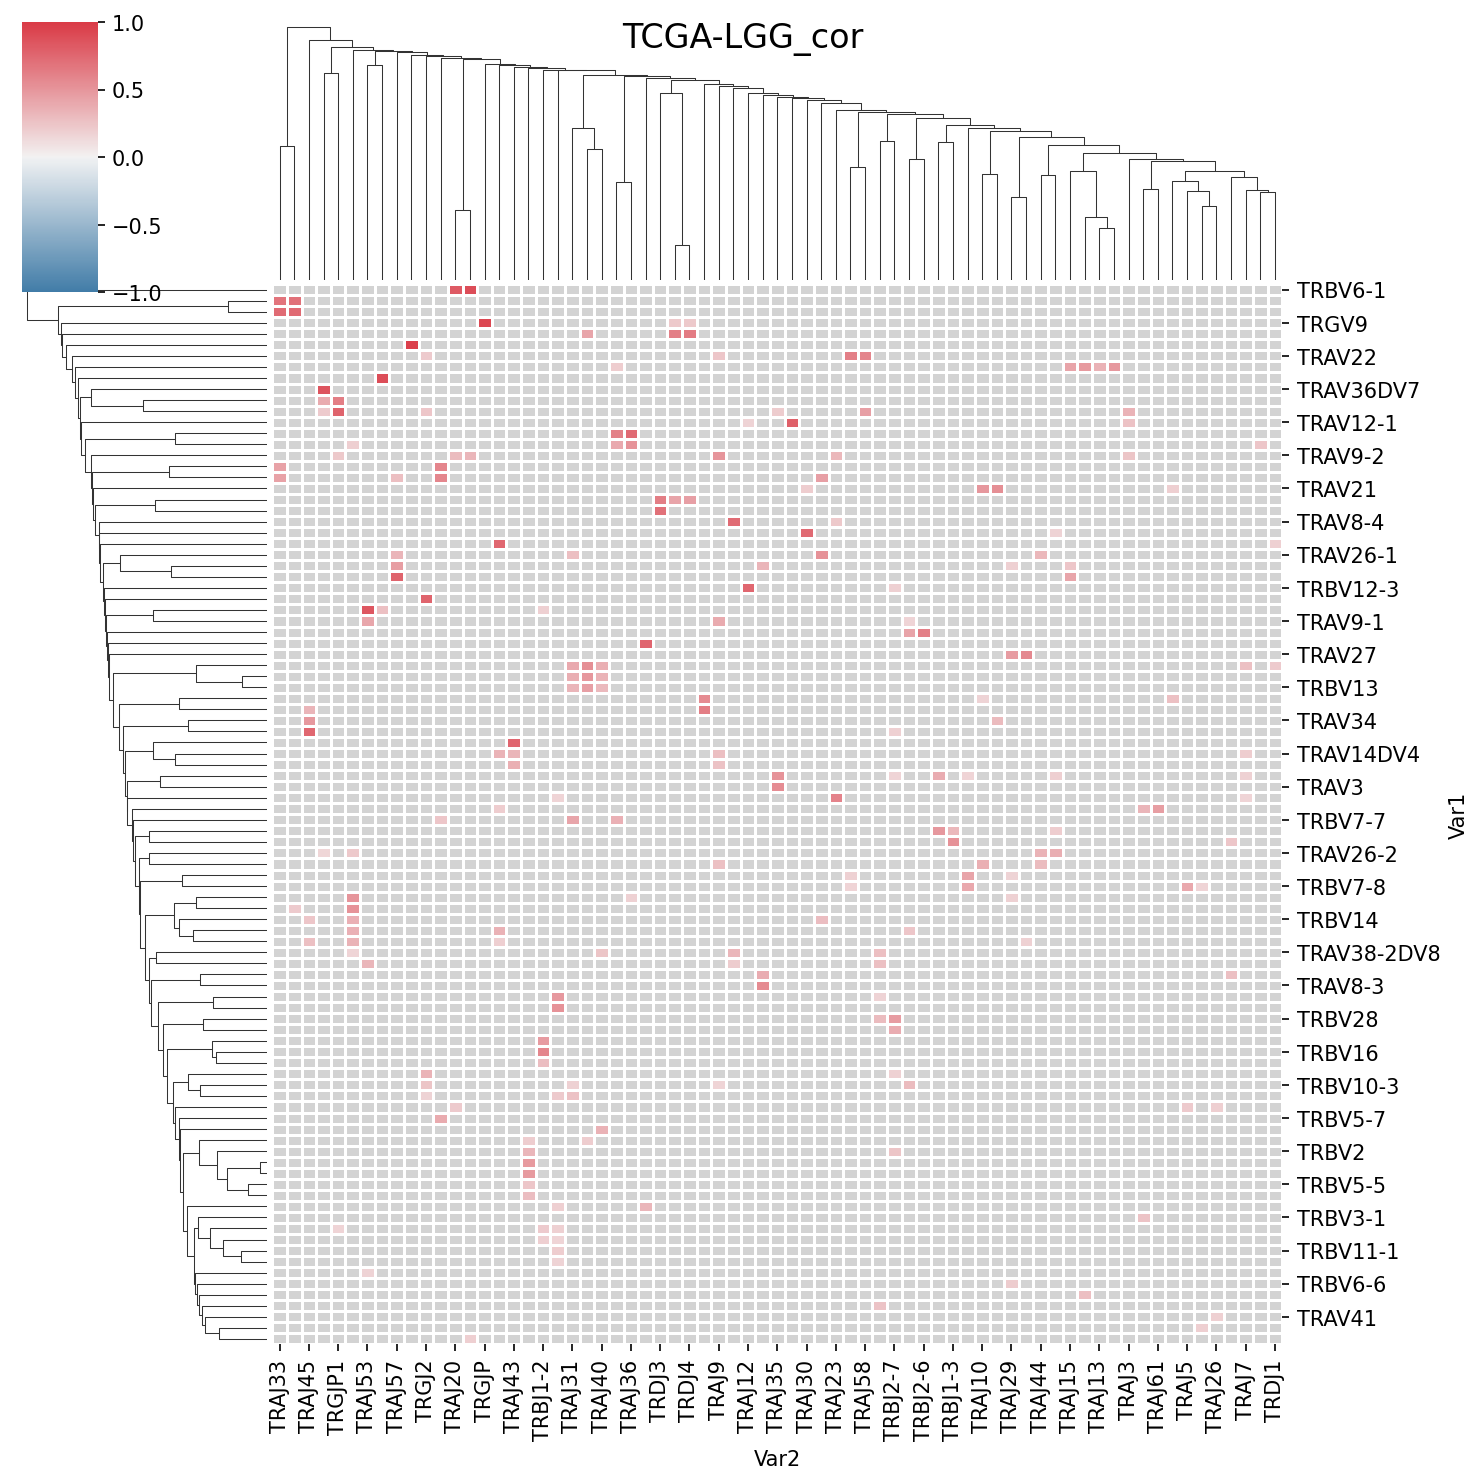 TCGA-LGG_cor
1.0
0.5
0.0
−0.5
−1.0
TRBV6-1
TRGV9
TRAV22
TRAV36DV7
TRAV12-1
TRAV9-2
TRAV21
TRAV8-4
TRAV26-1
TRBV12-3
TRAV9-1
TRAV27
TRBV13
TRAV34
TRAV14DV4
TRAV3
TRBV7-7
TRAV26-2
TRBV7-8
TRBV14
TRAV38-2DV8
TRAV8-3
TRBV28
TRBV16
TRBV10-3
TRBV5-7
TRBV2
TRBV5-5
TRBV3-1
TRBV11-1
TRBV6-6
TRAV41
Var1
TRAJ33
TRAJ45
TRGJP1
TRAJ53
TRAJ57
TRGJ2
TRAJ20
TRGJP
TRAJ43
TRBJ1-2
TRAJ31
TRAJ40
TRAJ36
TRDJ3
TRDJ4
TRAJ9
TRAJ12
TRAJ35
TRAJ30
TRAJ23
TRAJ58
TRBJ2-7
TRBJ2-6
TRBJ1-3
TRAJ10
TRAJ29
TRAJ44
TRAJ15
TRAJ13
TRAJ3
TRAJ61
TRAJ5
TRAJ26
TRAJ7
TRDJ1
Var2